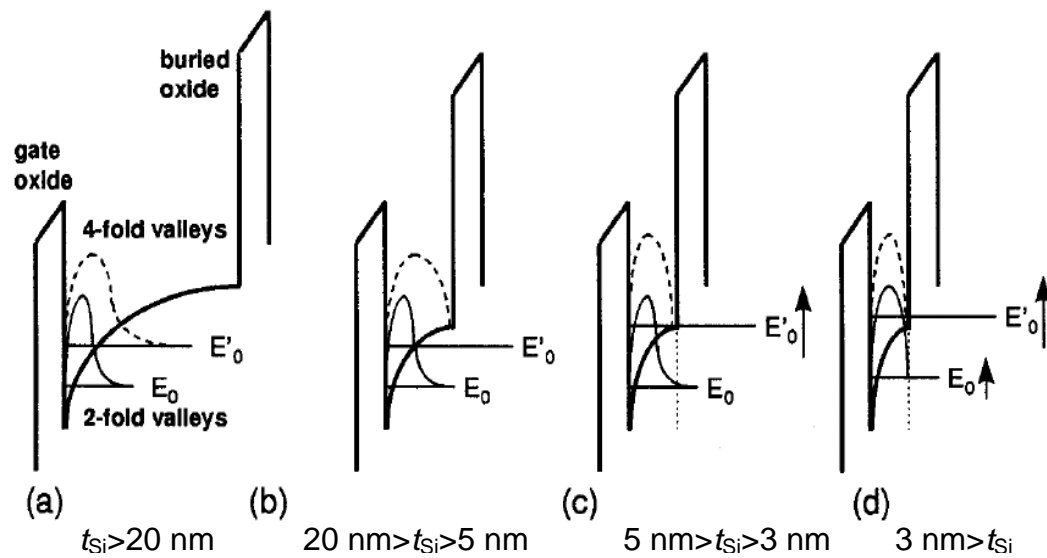 buried
oxide
gate
oxide
4-fold valleys
E'₀
E₀
2-fold valleys
E'₀
E₀
E'₀
E₀
E'₀
E₀
(a)
(b)
(c)
(d)
tSi>20 nm
20 nm>tSi>5 nm
5 nm>tSi>3 nm
3 nm>tSi